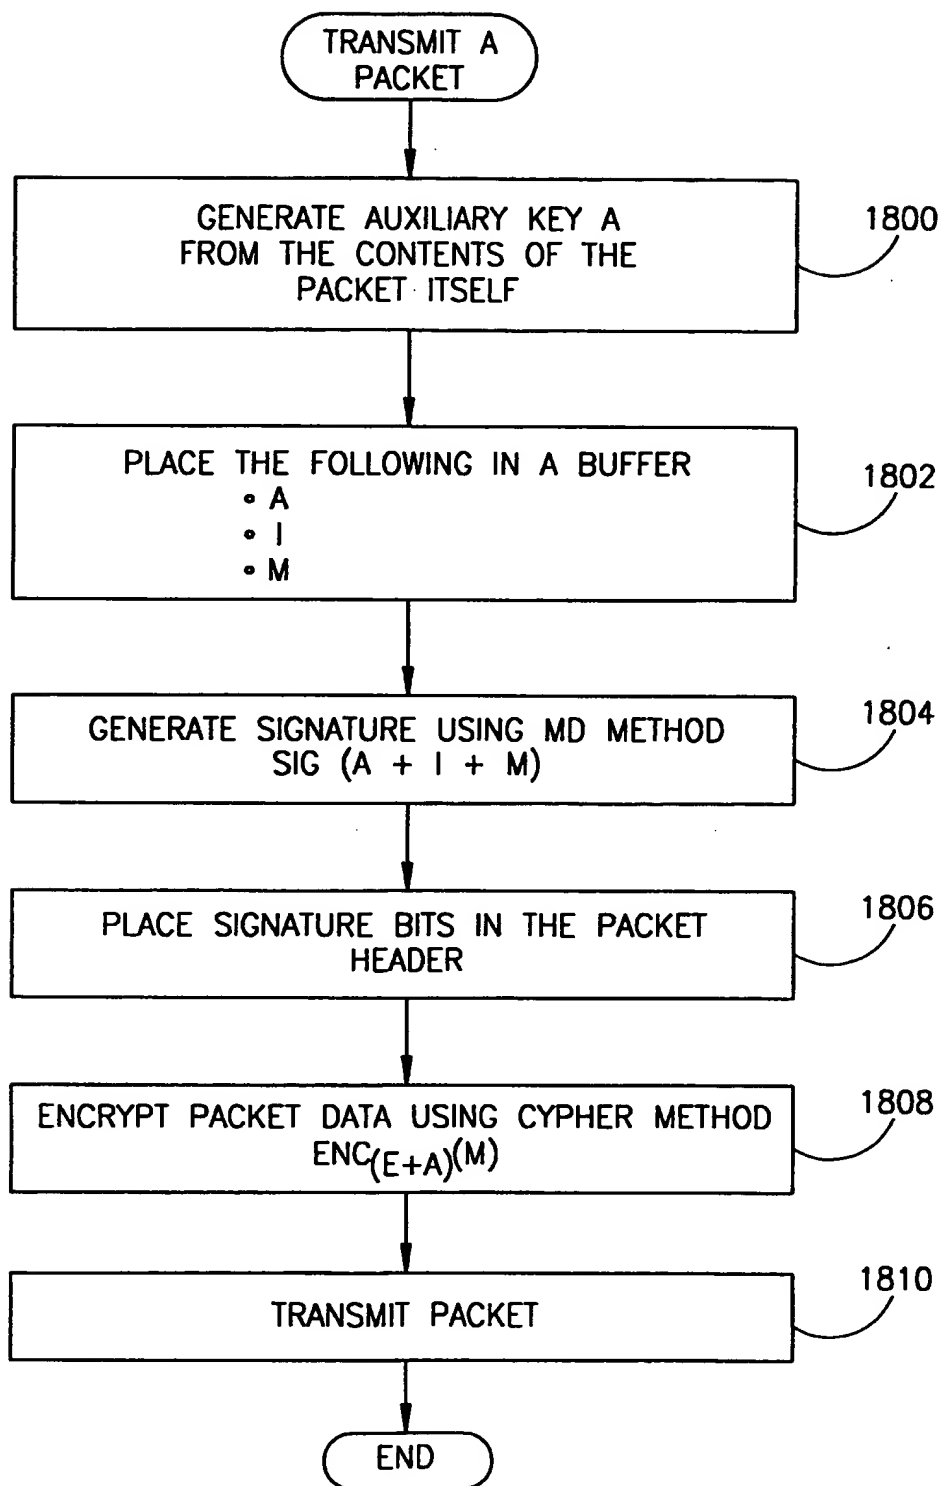 TRANSMIT A
PACKET
GENERATE AUXILIARY KEY A
FROM THE CONTENTS OF THE
PACKET ITSELF
1800
PLACE THE FOLLOWING IN A BUFFER
• A
• I
• M
1802
GENERATE SIGNATURE USING MD METHOD
SIG (A + I + M)
1804
PLACE SIGNATURE BITS IN THE PACKET
HEADER
1806
ENCRYPT PACKET DATA USING CYPHER METHOD
ENC(E+A)(M)
1808
TRANSMIT PACKET
1810
END